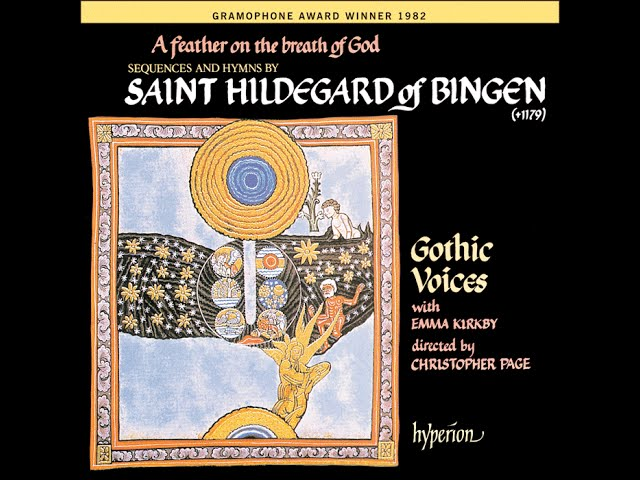 GRAMOPHONE AWARD WINNER 1982
A feather on the breath of God
SEQUENCES AND HYMNS BY
SAINT HILDEGARD of BINGEN
(+1179)
Gothic
Voices
with
EMMA KIRKBY
directed by
CHRISTOPHER PAGE
hyperion